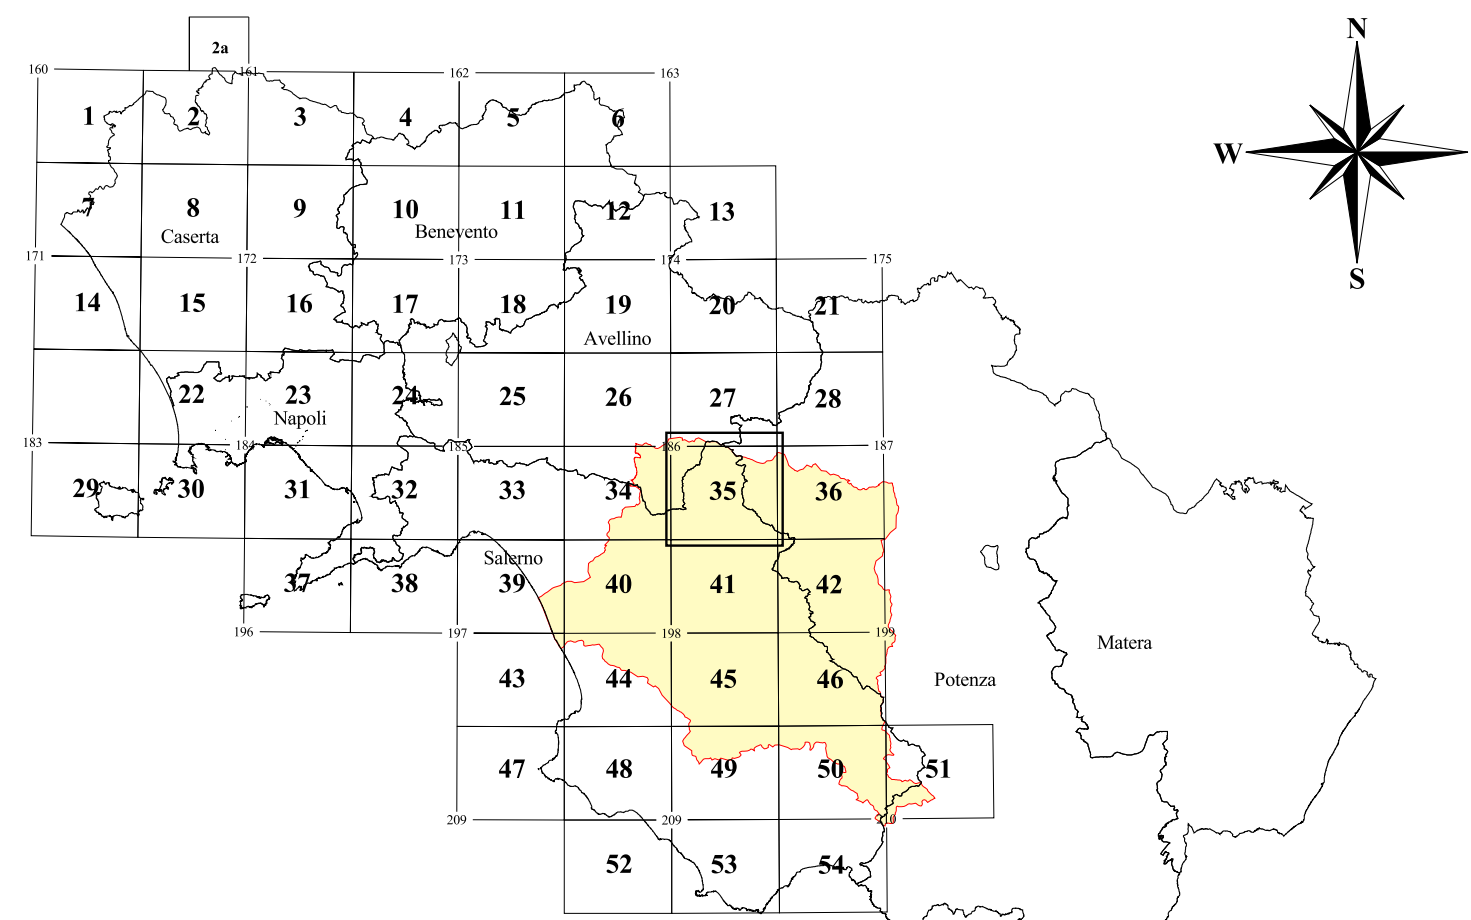 N
2a
160 161 162 163
1 2 3 4 5 6
W
7 8 9 10 11 12 13
Caserta Benevento
171 172 173 174 175
S
14 15 16 17 18 19 20 21
Avellino
22 23 24 25 26 27 28
Napoli
183 184 185 186 187
29 30 31 32 33 34 35 36
Salerno
37 38 39 40 41 42
196 197 198 199
Matera
43 44 45 46 Potenza
47 48 49 50 51
209 209 210
52 53 54